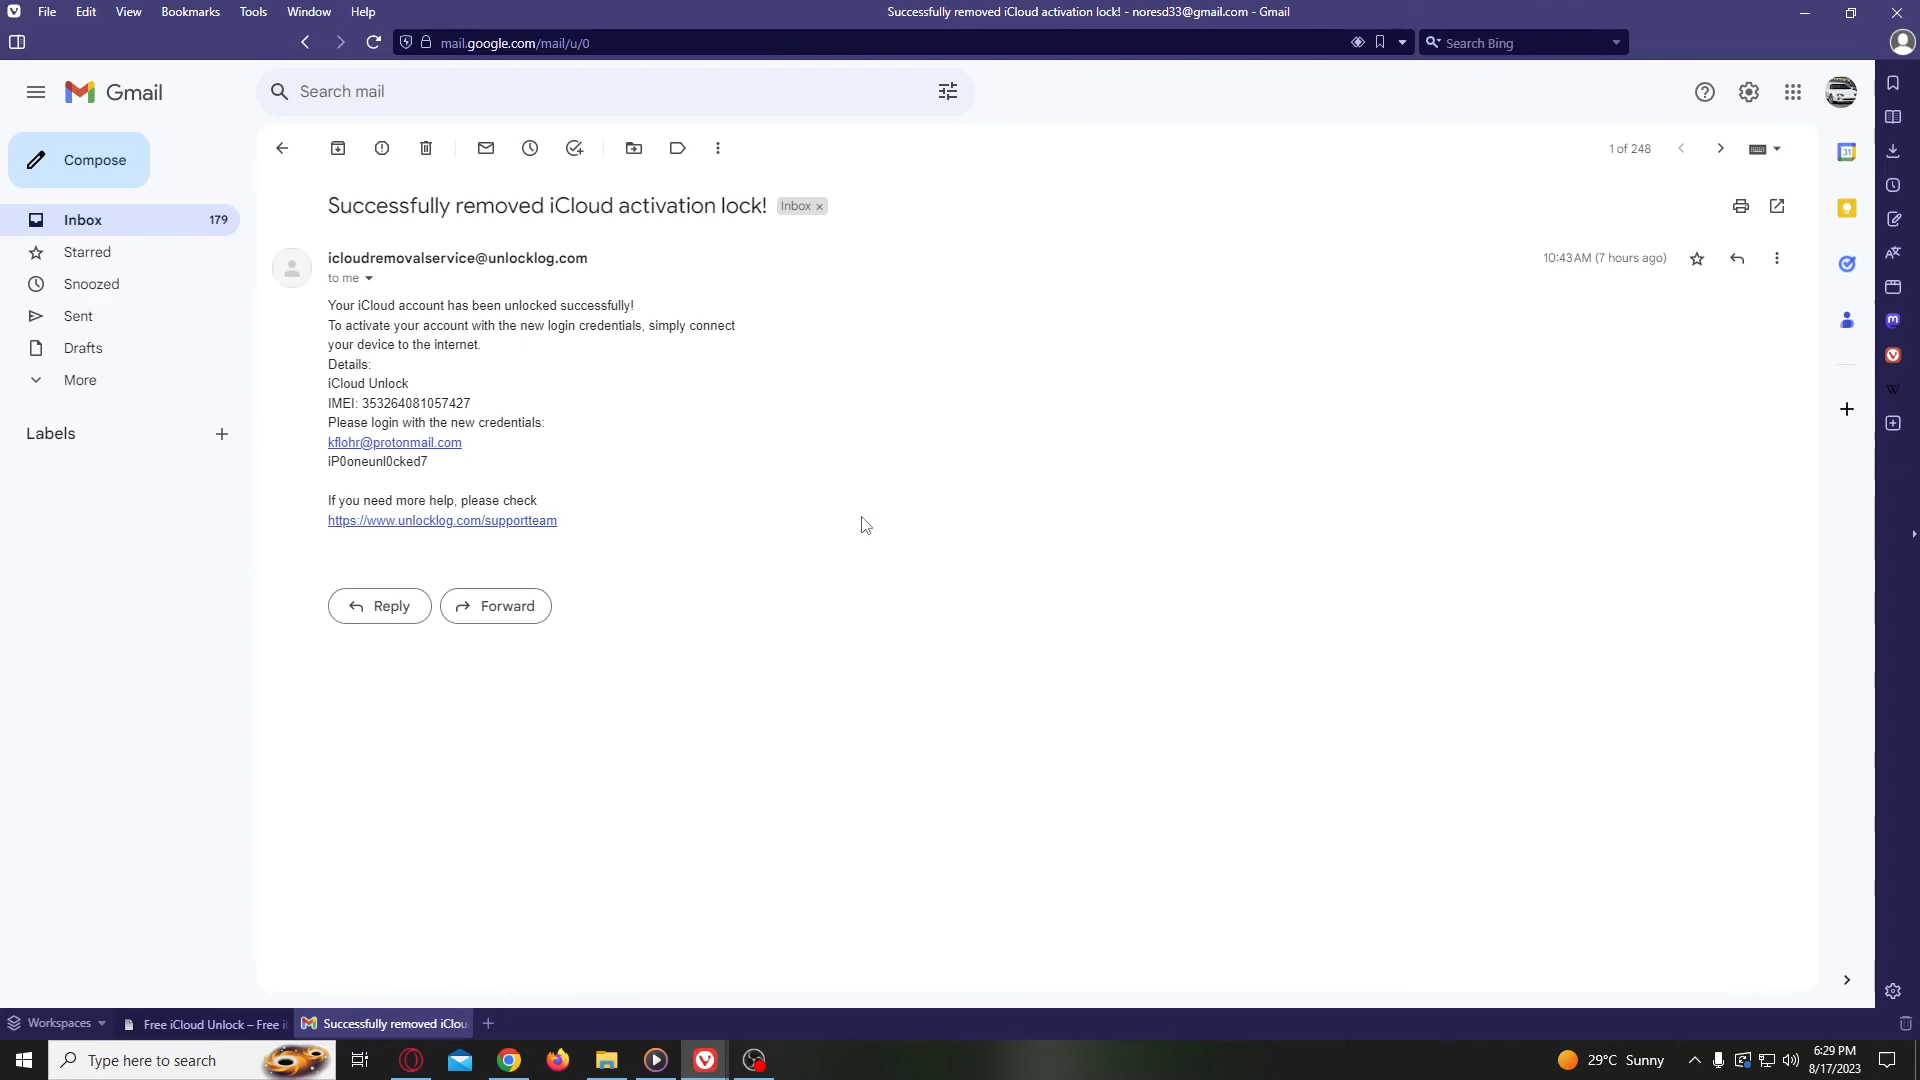 File Edit View Bookmarks Tools Window Help
Successfully removed iCloud activation lock! - noresd33@gmail.com - Gmail
mail.google.com/mail/u/0
Search Bing
Gmail
Search mail
Compose
1 of 248
Inbox 179
Starred
Snoozed
Sent
Drafts
More
Labels
Successfully removed iCloud activation lock! Inbox ×
icloudremovalservice@unlocklog.com
10:43 AM (7 hours ago)
to me
Your iCloud account has been unlocked successfully!
To activate your account with the new login credentials, simply connect
your device to the internet.
Details:
iCloud Unlock
IMEI: 353264081057427
Please login with the new credentials:
kflohr@protonmail.com
iP0oneunl0cked7
If you need more help, please check
https://www.unlocklog.com/supportteam
Reply
Forward
31
W
Workspaces
Free iCloud Unlock – Free i
Successfully removed iClou
Type here to search
29°C Sunny
6:29 PM
8/17/2023